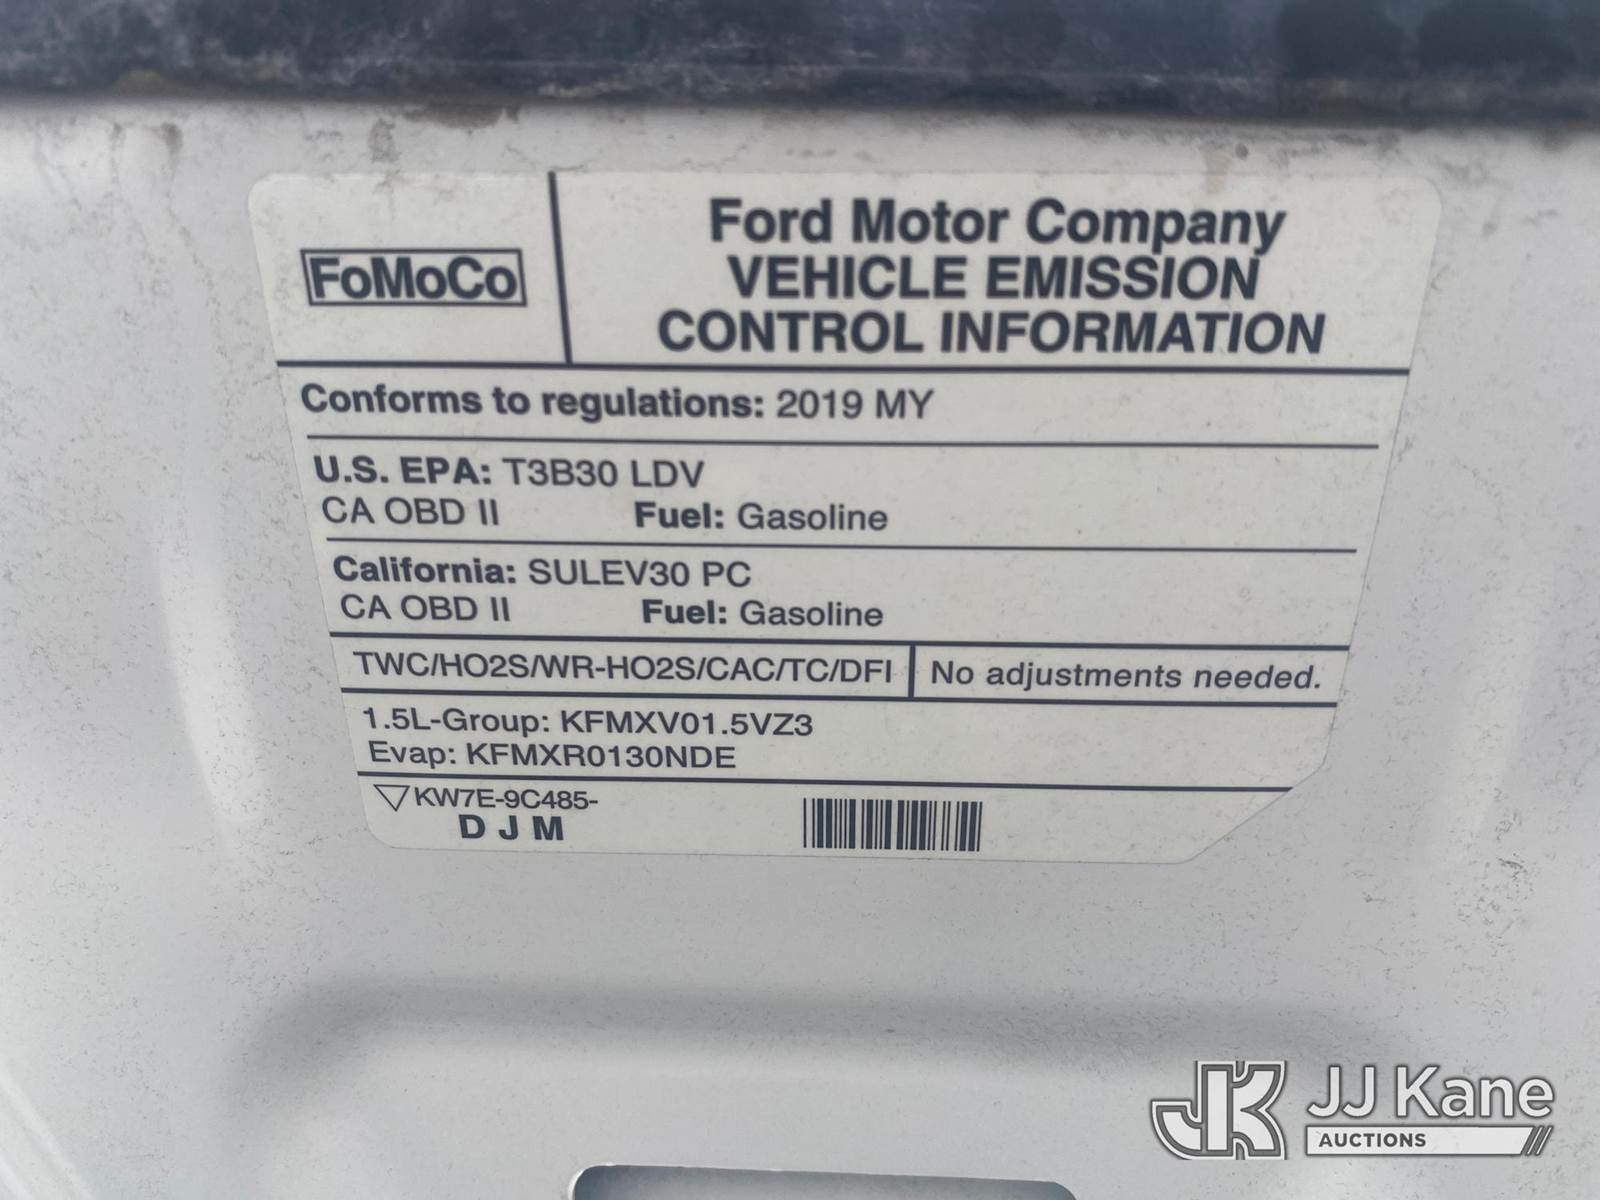 FoMoCo
Ford Motor Company
VEHICLE EMISSION
CONTROL INFORMATION
Conforms to regulations: 2019 MY
U.S. EPA: T3B30 LDV
CA OBD II Fuel: Gasoline
California: SULEV30 PC
CA OBD II Fuel: Gasoline
TWC/HO2S/WR-HO2S/CAC/TC/DFI No adjustments needed.
1.5L-Group: KFMXV01.5VZ3
Evap: KFMXR0130NDE
KW7E-9C485-
D J M
JK JJ Kane
AUCTIONS